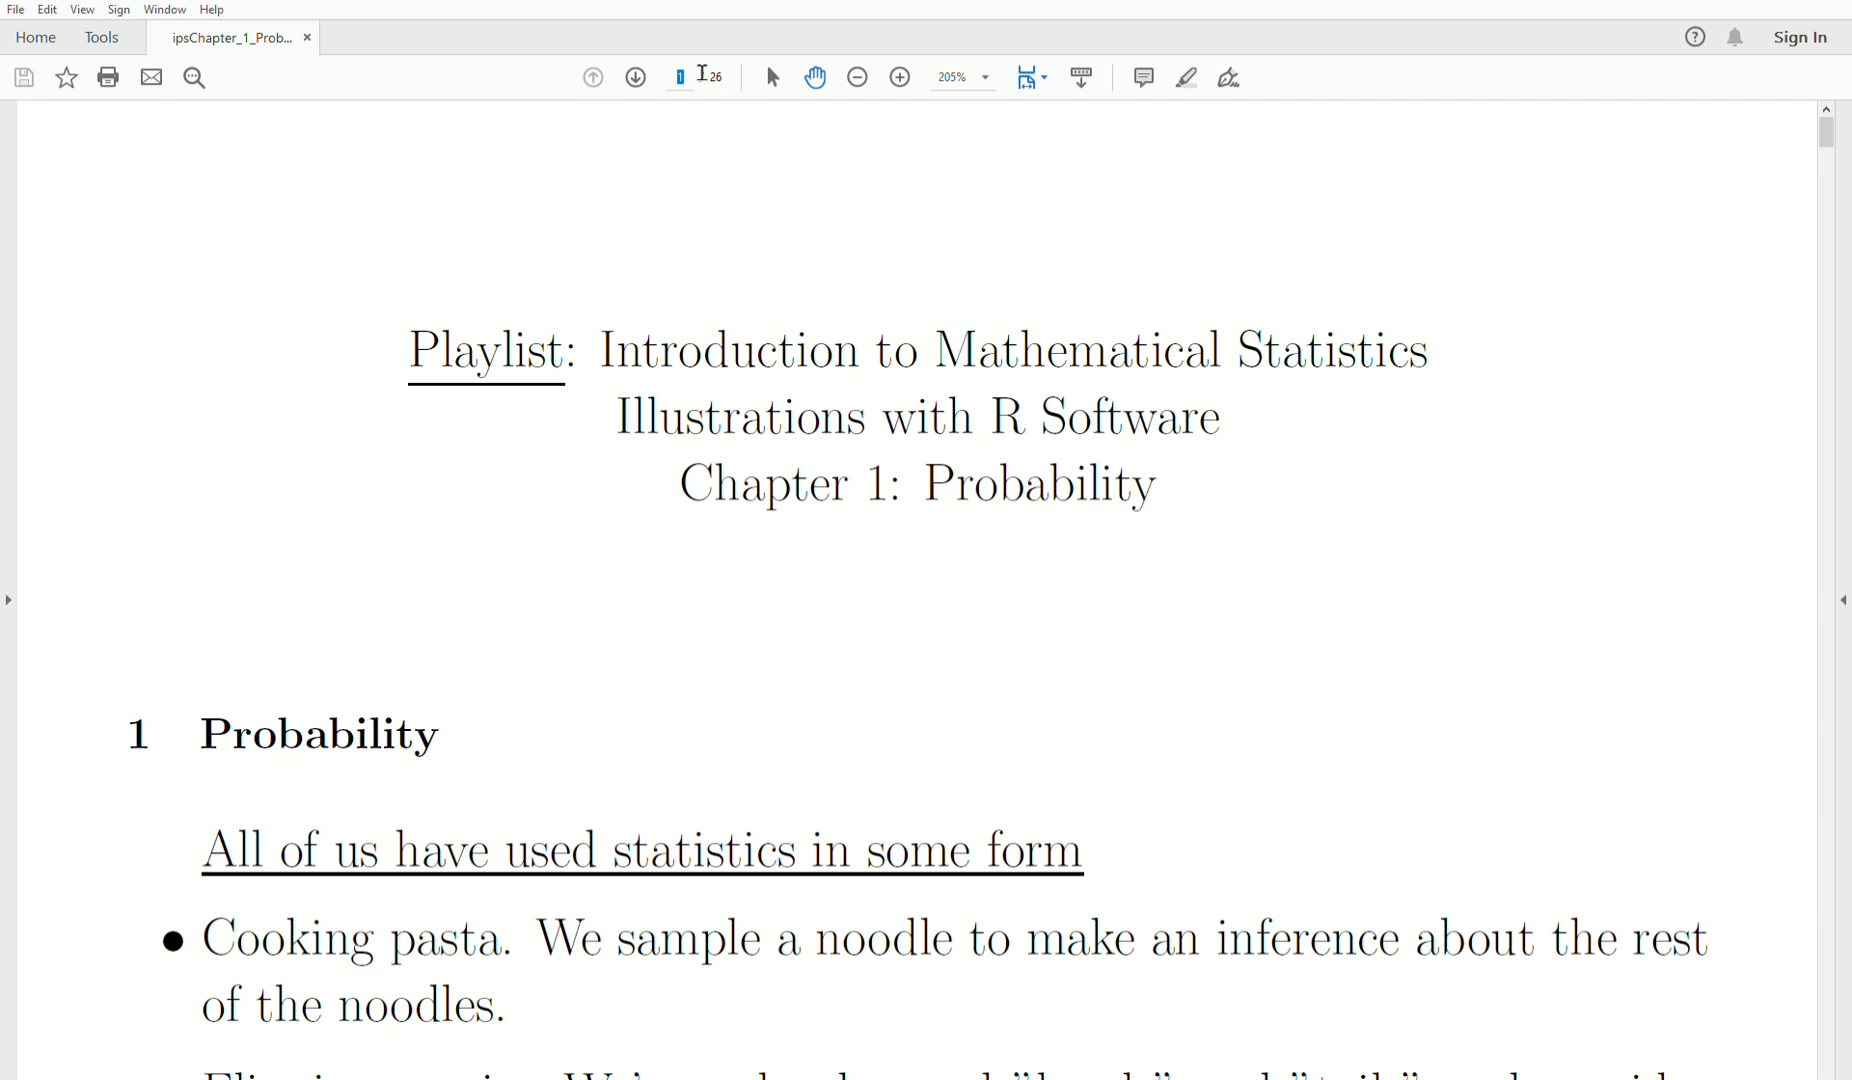 File Edit View Sign Window Help
Home Tools ipsChapter_1_Prob... × Sign In
1 26 205%
Playlist: Introduction to Mathematical Statistics
Illustrations with R Software
Chapter 1: Probability
1 Probability
All of us have used statistics in some form
• Cooking pasta. We sample a noodle to make an inference about the rest
of the noodles.